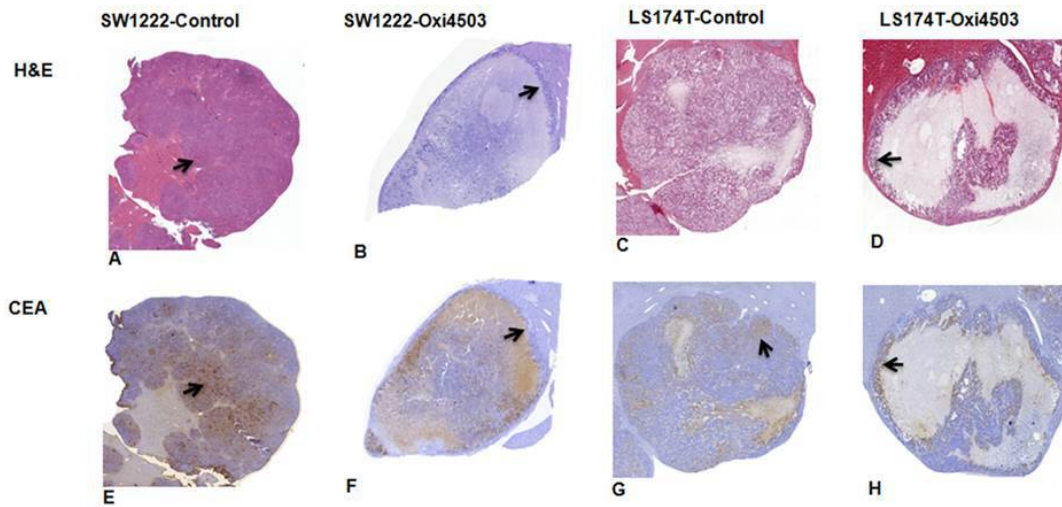 SW1222-Control SW1222-Oxi4503 LS174T-Control LS174T-Oxi4503
H&E
A B C D
CEA
E F G H